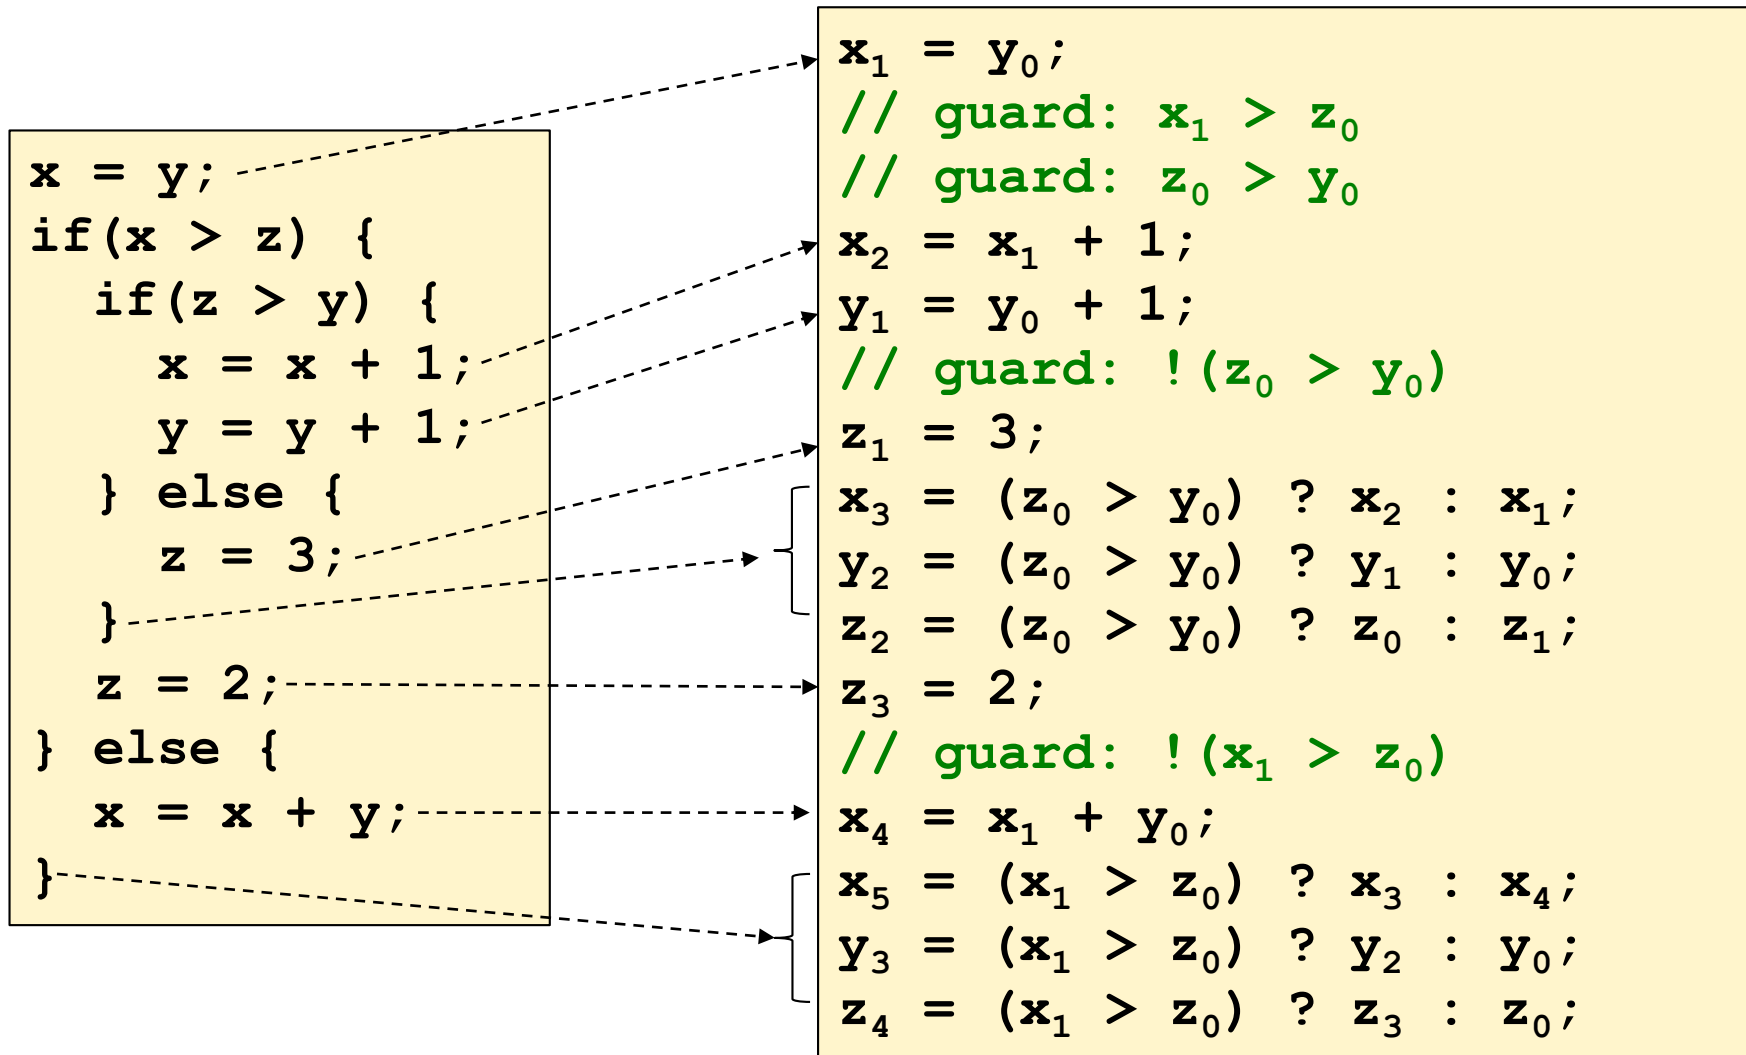 x = y;
if(x > z) {
   if(z > y) {
      x = x + 1;
      y = y + 1;
   } else {
      z = 3;
   }
   z = 2;
} else {
   x = x + y;
}
x₁ = y₀;
// guard: x₁ > z₀
// guard: z₀ > y₀
x₂ = x₁ + 1;
y₁ = y₀ + 1;
// guard: !(z₀ > y₀)
z₁ = 3;
x₃ = (z₀ > y₀) ? x₂ : x₁;
y₂ = (z₀ > y₀) ? y₁ : y₀;
z₂ = (z₀ > y₀) ? z₀ : z₁;
z₃ = 2;
// guard: !(x₁ > z₀)
x₄ = x₁ + y₀;
x₅ = (x₁ > z₀) ? x₃ : x₄;
y₃ = (x₁ > z₀) ? y₂ : y₀;
z₄ = (x₁ > z₀) ? z₃ : z₀;